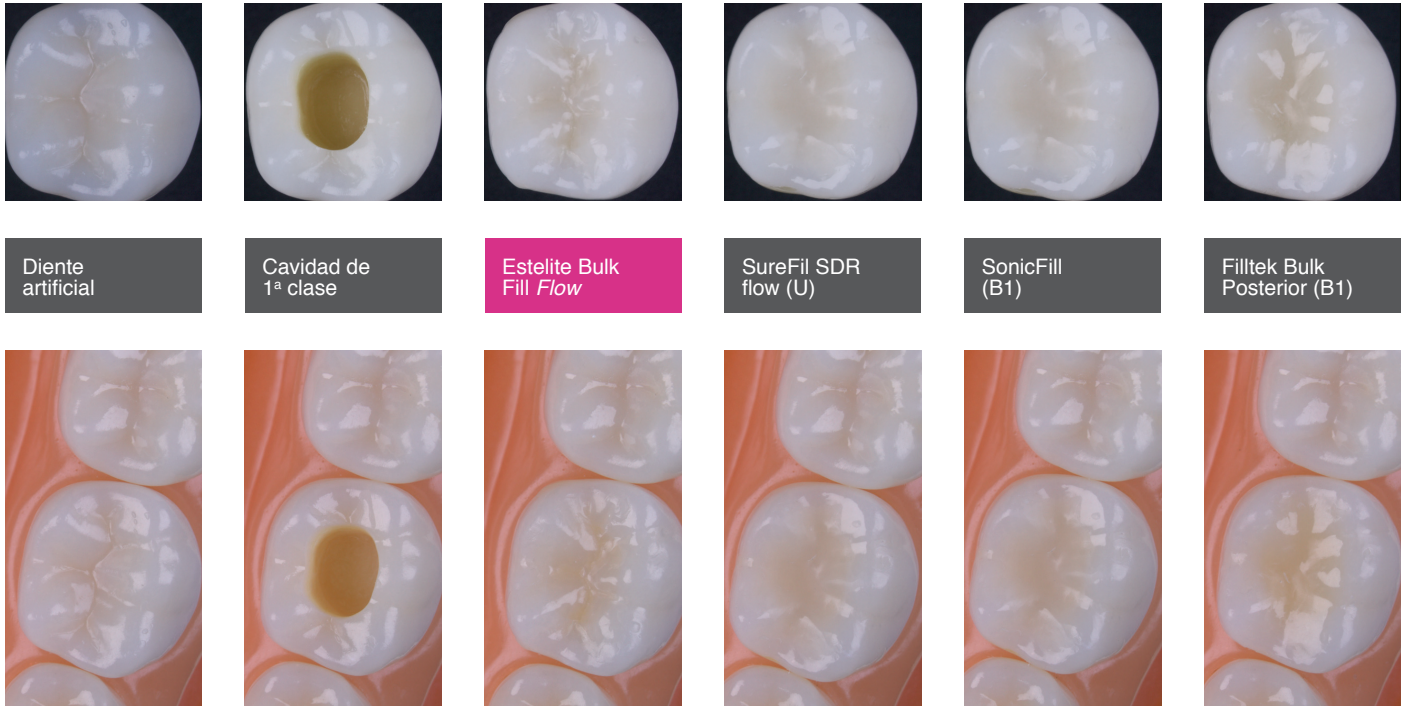 Diente
artificial
Cavidad de
1ª clase
Estelite Bulk
Fill Flow
SureFil SDR
flow (U)
SonicFill
(B1)
Filltek Bulk
Posterior (B1)